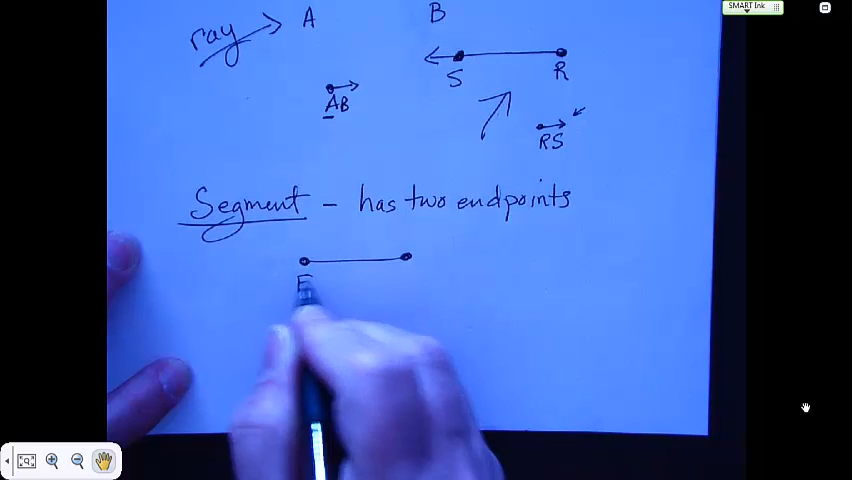 ray A B
S R
AB
RS
Segment - has two endpoints
SMART Ink